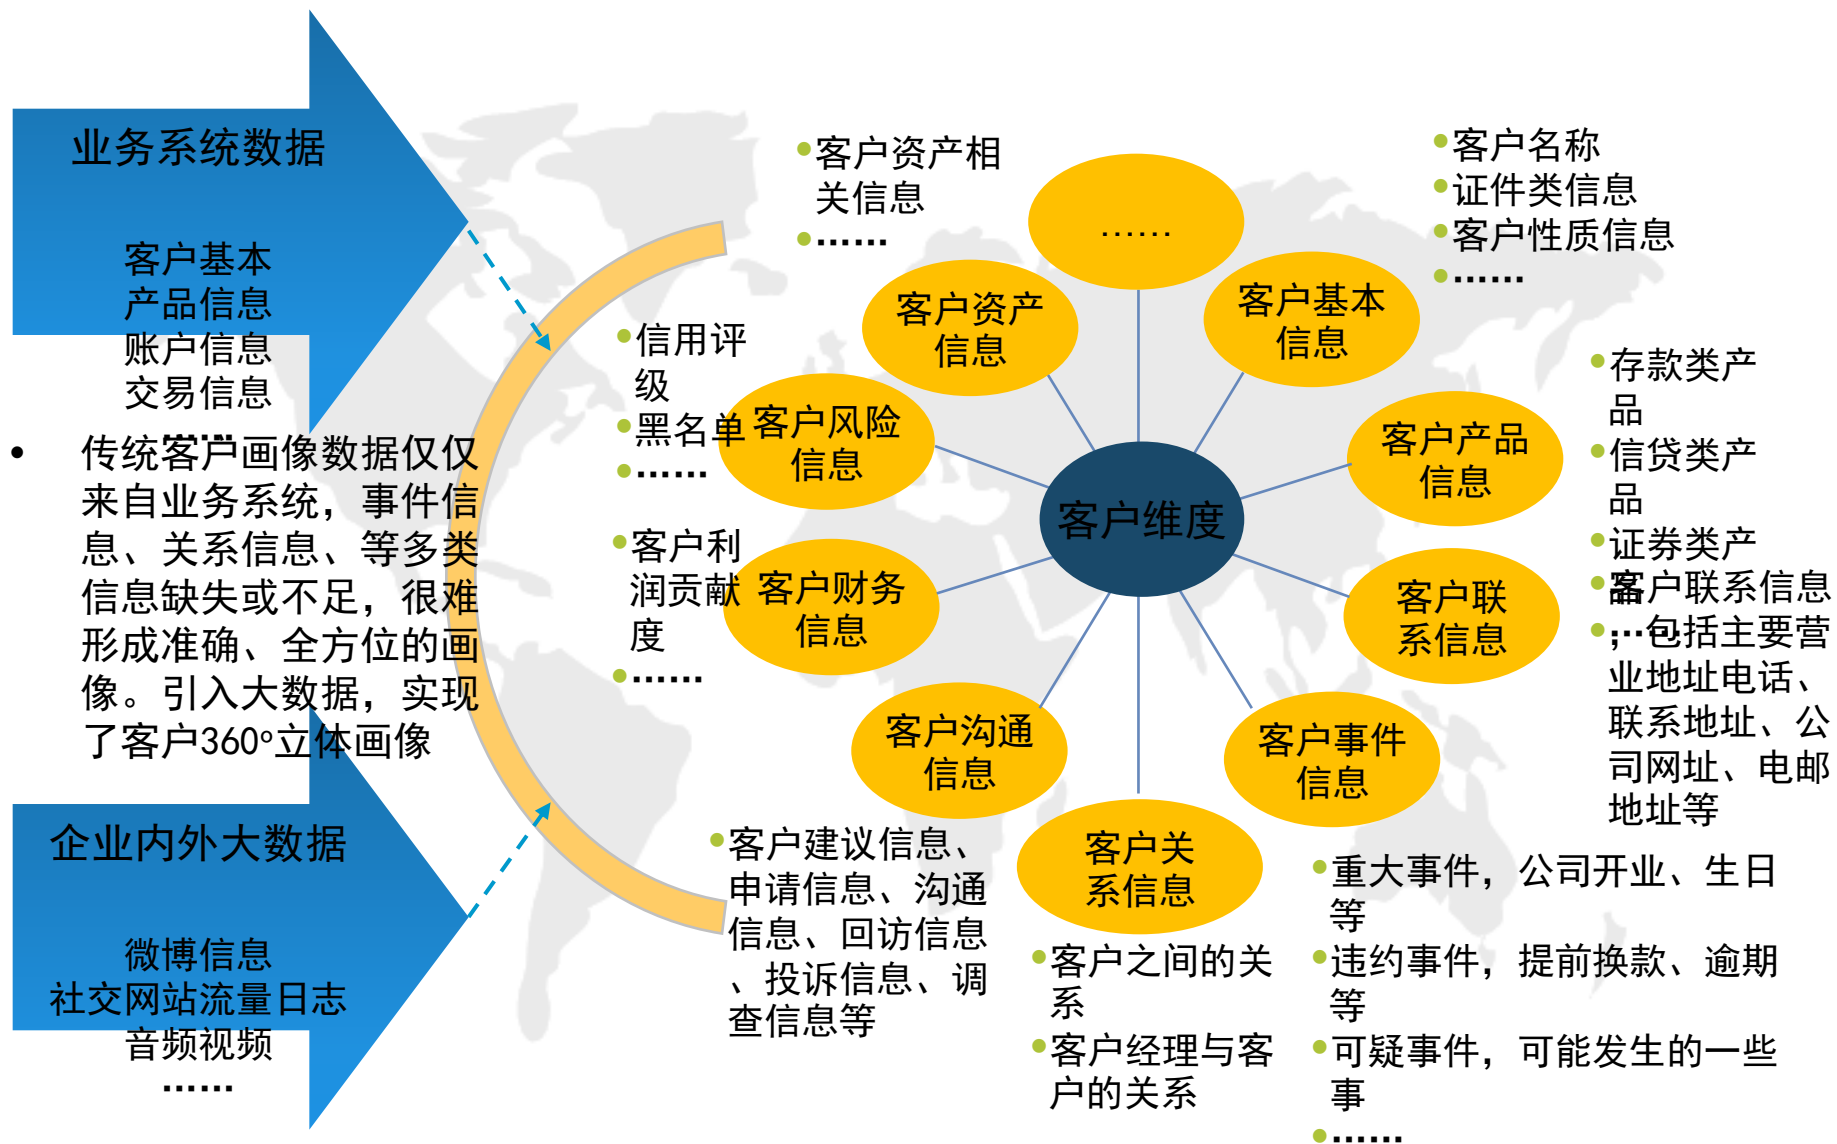 业务系统数据
客户基本
产品信息
账户信息
交易信息
……
• 传统客户画像数据仅仅
来自业务系统，事件信
息、关系信息、等多类
信息缺失或不足，很难
形成准确、全方位的画
像。引入大数据，实现
了客户360°立体画像
企业内外大数据
微博信息
社交网站流量日志
音频视频
……
•客户资产相
关信息
•……
•信用评
级
•黑名单
•……
•客户利
润贡献
度
•……
•客户建议信息、
申请信息、沟通
信息、回访信息
、投诉信息、调
查信息等
……
客户资产
信息
客户基本
信息
客户风险
信息
客户产品
信息
客户维度
客户财务
信息
客户联
系信息
客户沟通
信息
客户事件
信息
客户关
系信息
•客户名称
•证件类信息
•客户性质信息
•……
•存款类产
品
•信贷类产
品
•证券类产
品
•……
•客户联系信息
，包括主要营
业地址电话、
联系地址、公
司网址、电邮
地址等
•客户之间的关
系
•客户经理与客
户的关系
•重大事件，公司开业、生日
等
•违约事件，提前换款、逾期
等
•可疑事件，可能发生的一些
事
•……